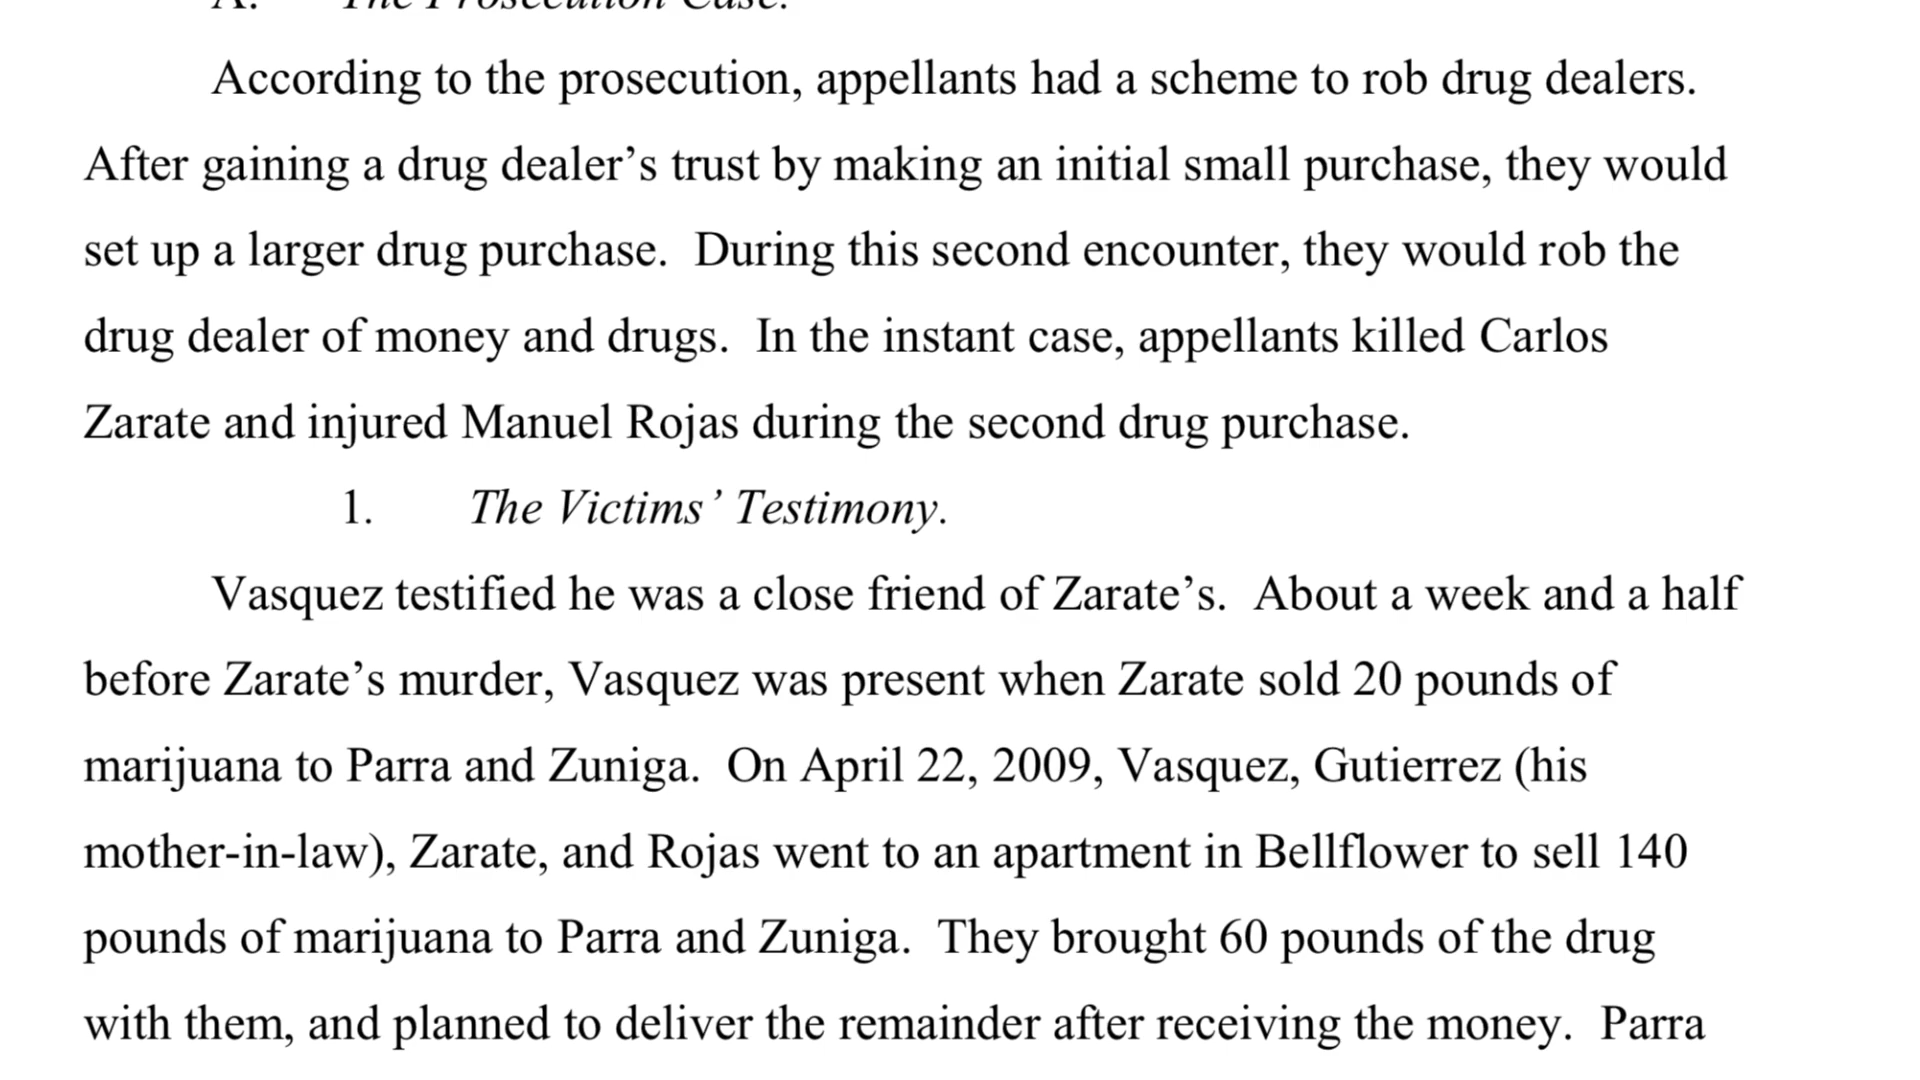 A. The Prosecution Case.
According to the prosecution, appellants had a scheme to rob drug dealers.
After gaining a drug dealer’s trust by making an initial small purchase, they would
set up a larger drug purchase.  During this second encounter, they would rob the
drug dealer of money and drugs.  In the instant case, appellants killed Carlos
Zarate and injured Manuel Rojas during the second drug purchase.
1. The Victims’ Testimony.
Vasquez testified he was a close friend of Zarate’s.  About a week and a half
before Zarate’s murder, Vasquez was present when Zarate sold 20 pounds of
marijuana to Parra and Zuniga.  On April 22, 2009, Vasquez, Gutierrez (his
mother-in-law), Zarate, and Rojas went to an apartment in Bellflower to sell 140
pounds of marijuana to Parra and Zuniga.  They brought 60 pounds of the drug
with them, and planned to deliver the remainder after receiving the money.  Parra